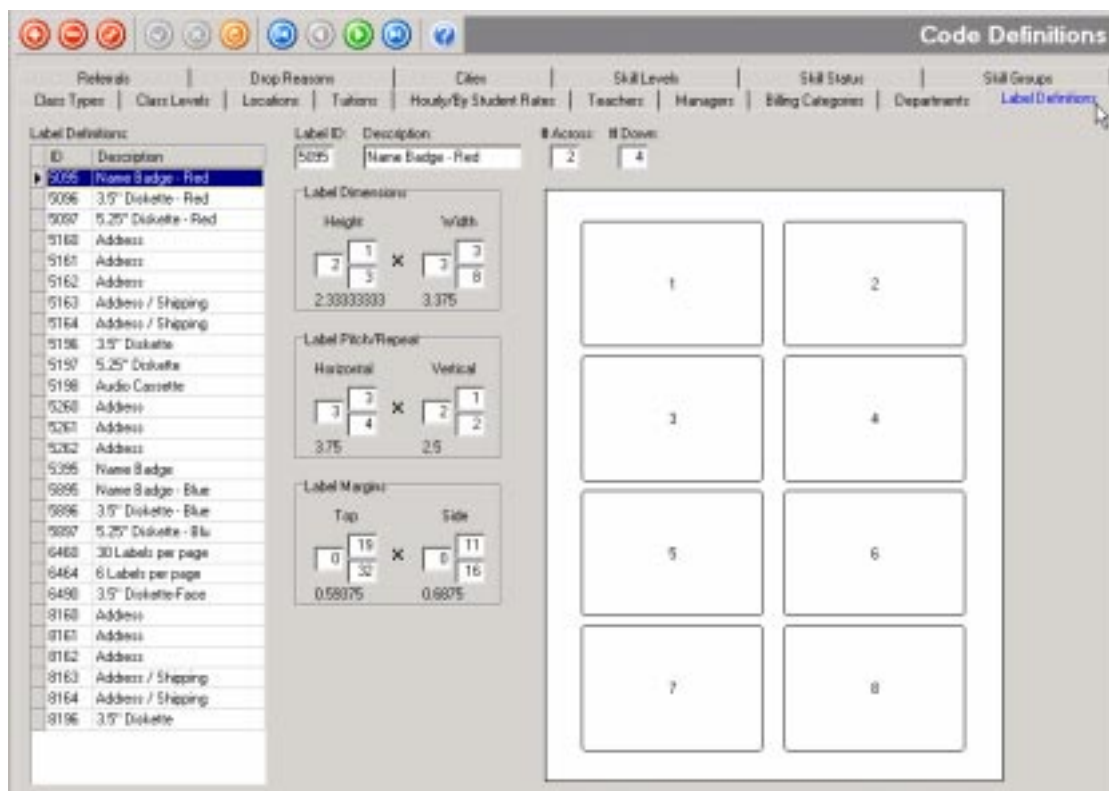 Code Definitions
Referrals Drop Reasons Cities Skill Levels Skill Status Skill Groups
Class Types Class Levels Locations Tuitions Hourly/By Student Rates Teachers Managers Billing Categories Departments Label Definitions
Label Definitions:
ID Description
5095 Name Badge - Red
5096 3.5" Diskette - Red
5097 5.25" Diskette - Red
5160 Address
5161 Address
5162 Address
5163 Address / Shipping
5164 Address / Shipping
5196 3.5" Diskette
5197 5.25" Diskette
5198 Audio Cassette
5260 Address
5261 Address
5262 Address
5395 Name Badge
5895 Name Badge - Blue
5896 3.5" Diskette - Blue
5897 5.25" Diskette - Blu
6460 30 Labels per page
6464 6 Labels per page
6490 3.5" Diskette-Face
8160 Address
8161 Address
8162 Address
8163 Address / Shipping
8164 Address / Shipping
8196 3.5" Diskette
Label ID: Description: # Across: # Down:
5095 Name Badge - Red 2 4
Label Dimensions
Height Width
2 1 3 × 3 3 8
2.33333333 3.375
Label Pitch/Repeat
Horizontal Vertical
3 3 4 × 2 1 2
3.75 2.5
Label Margins
Top Side
0 19 32 × 0 11 16
0.59375 0.6875
1 2
3 4
5 6
7 8